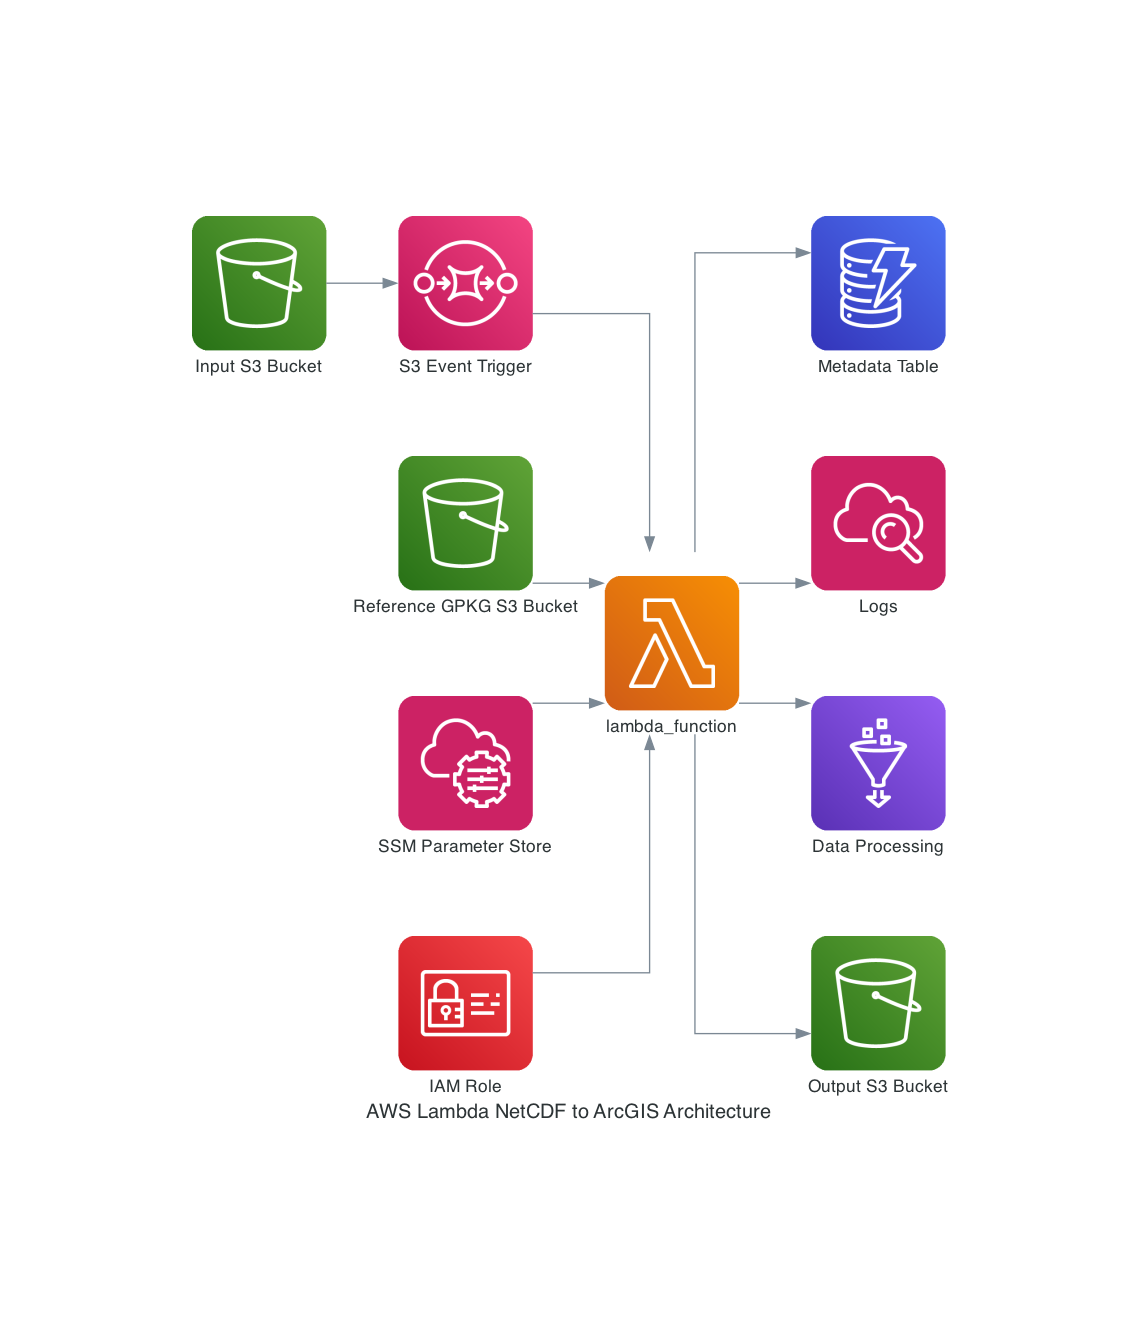 Input S3 Bucket
S3 Event Trigger
Metadata Table
Reference GPKG S3 Bucket
Logs
lambda_function
SSM Parameter Store
Data Processing
IAM Role
Output S3 Bucket
AWS Lambda NetCDF to ArcGIS Architecture